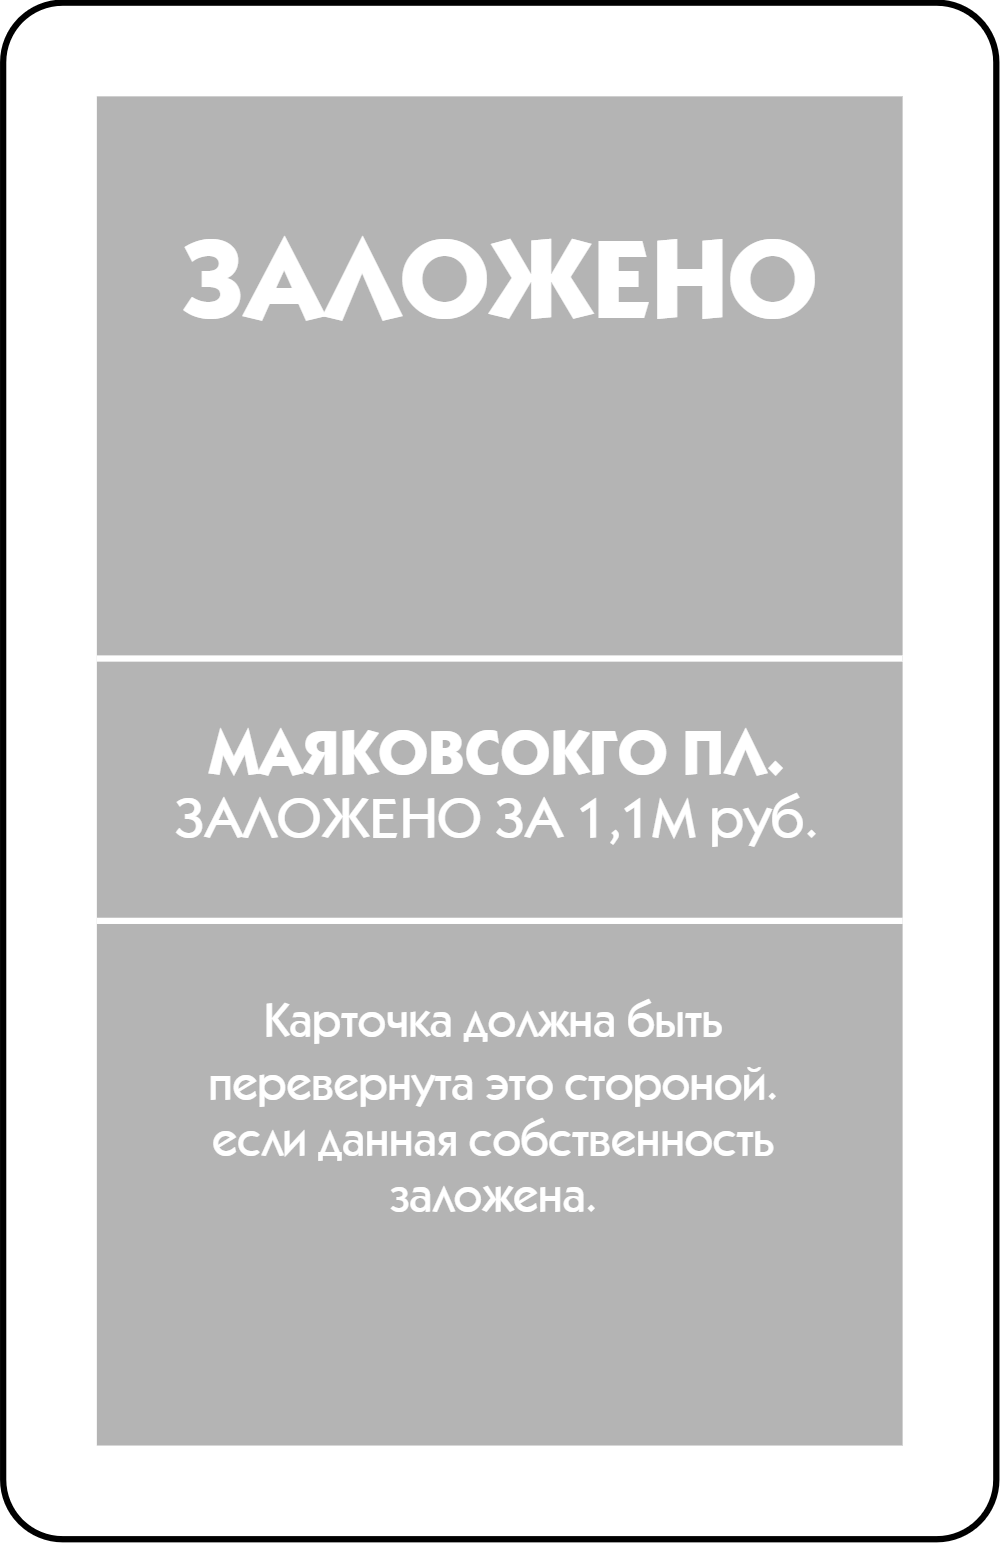 ЗАЛОЖЕНО
МАЯКОВСОКГО ПЛ.
ЗАЛОЖЕНО ЗА 1,1М руб.
Карточка должна быть
перевернута это стороной.
если данная собственность
заложена.